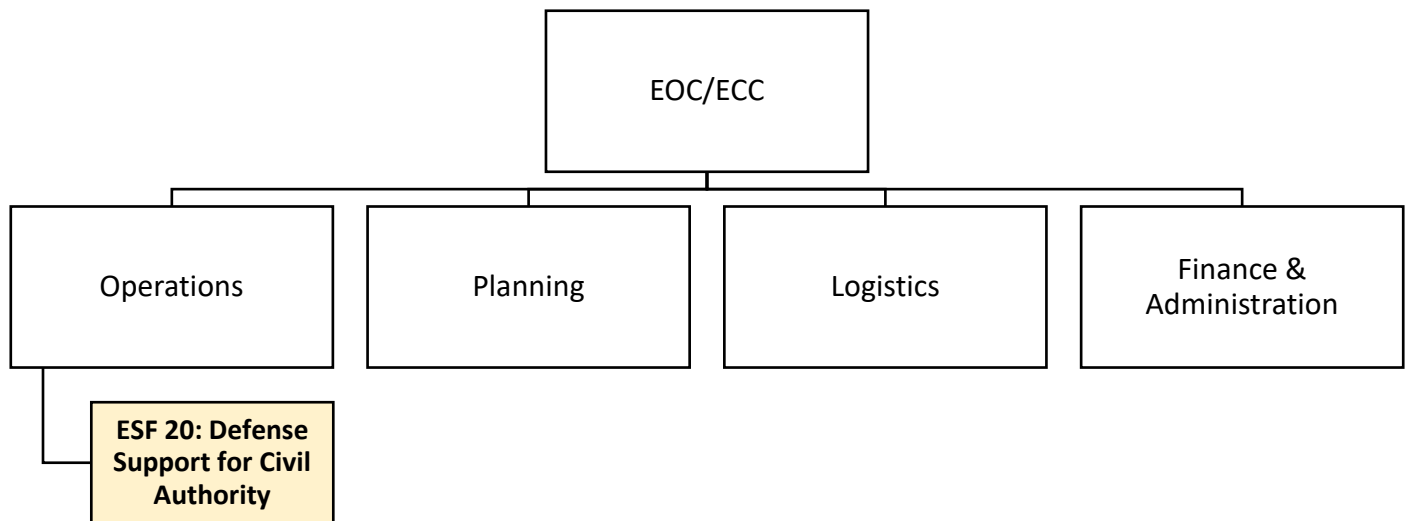 EOC/ECC
Operations
Planning
Logistics
Finance &
Administration
ESF 20: Defense
Support for Civil
Authority